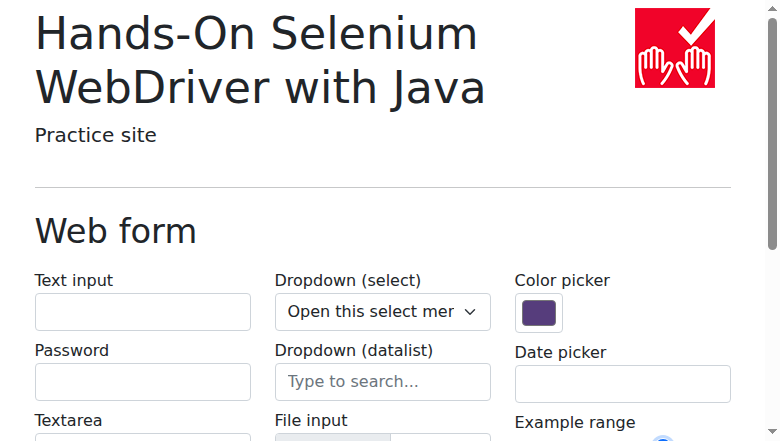 Hands-On Selenium
WebDriver with Java
Practice site
Web form
Text input
Dropdown (select)
Color picker
Open this select mer
Password
Dropdown (datalist)
Date picker
Type to search...
Textarea
File input
Example range